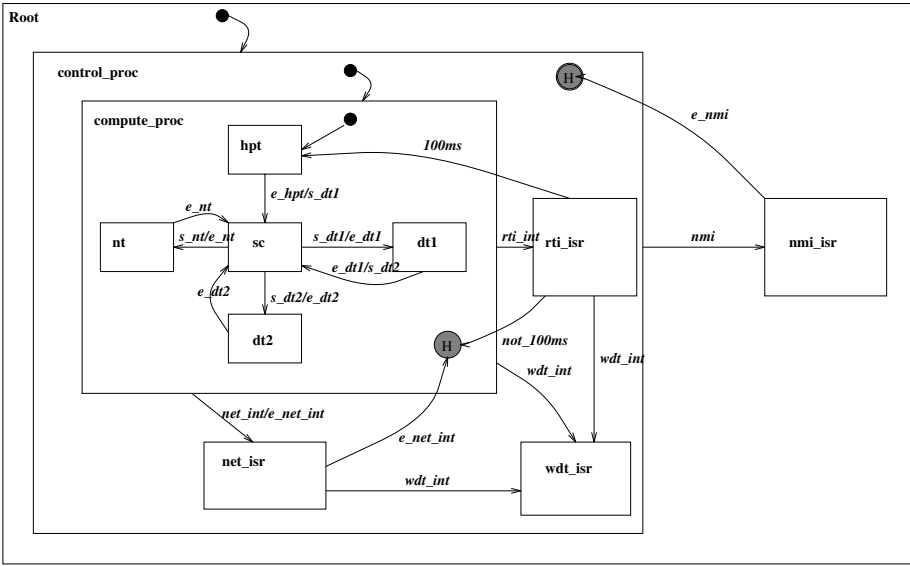 Root
control_proc
H
e_nmi
compute_proc
hpt
100ms
e_hpt/s_dt1
e_nt
nt
s_nt/e_nt
sc
s_dt1/e_dt1
dt1
rti_int
rti_isr
nmi
nmi_isr
e_dt1/s_dt2
e_dt2
s_dt2/e_dt2
dt2
H
not_100ms
wdt_int
wdt_int
net_int/e_net_int
e_net_int
net_isr
wdt_int
wdt_isr